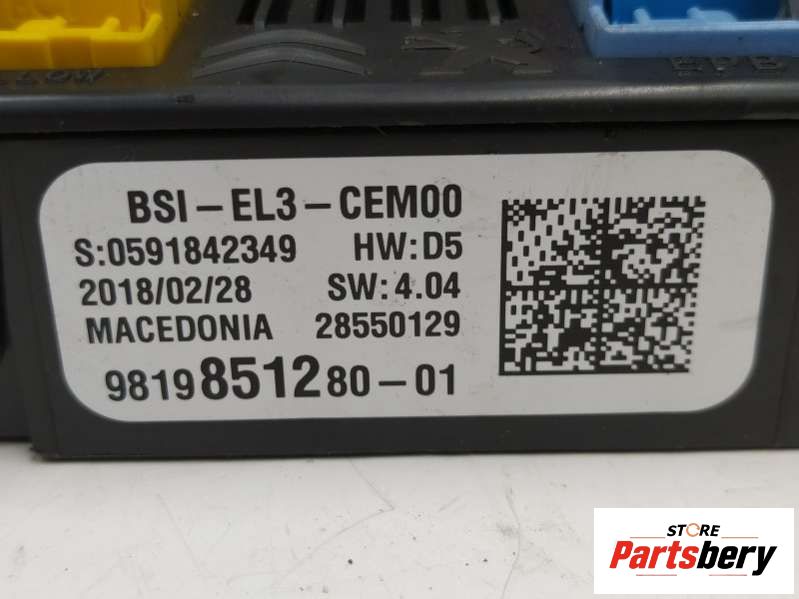 BSI-EL3-CEM00
S:0591842349 HW:D5
2018/02/28 SW:4.04
MACEDONIA 28550129
9819851280-01
STORE
Partsbery